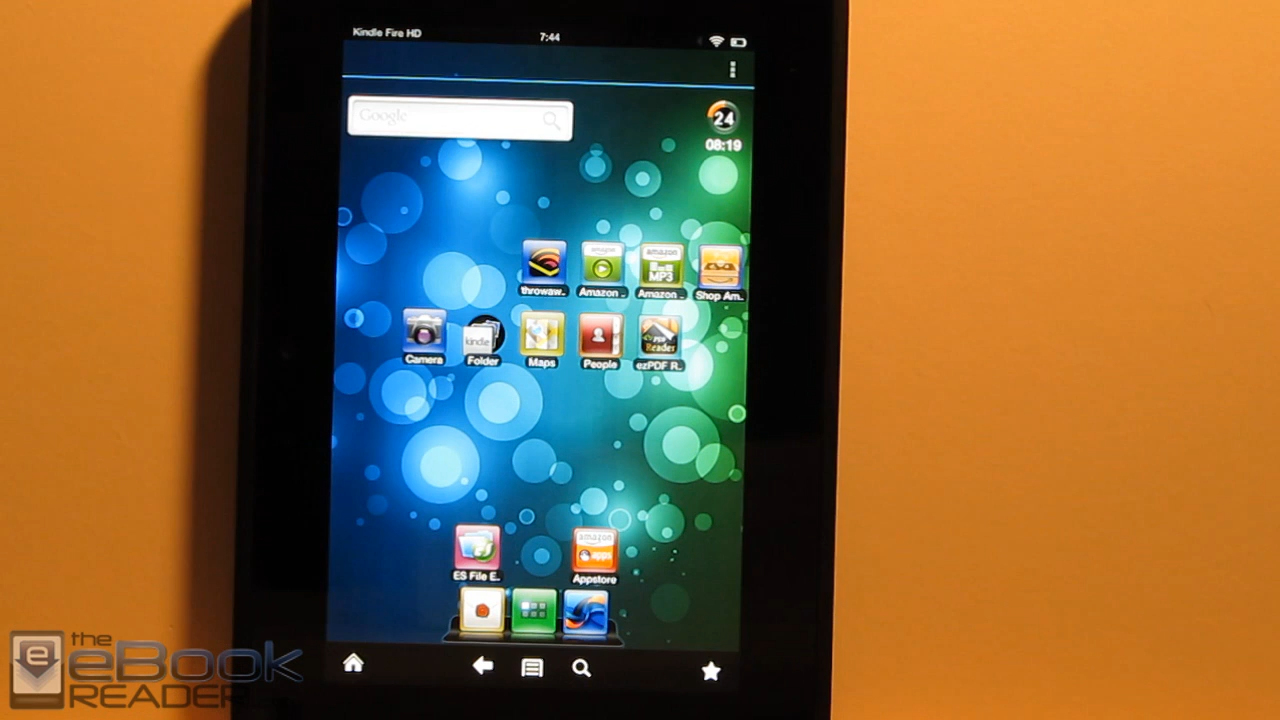 Kindle Fire HD 7:44
Google 24
08:19
amazon amazon
MP3
throwaw.. Amazon .. Amazon .. Shop Am..
kindle Reader
Camera Folder Maps People ezPDF R..
amazon
apps
ES File E.. Appstore
the
eBook
READER